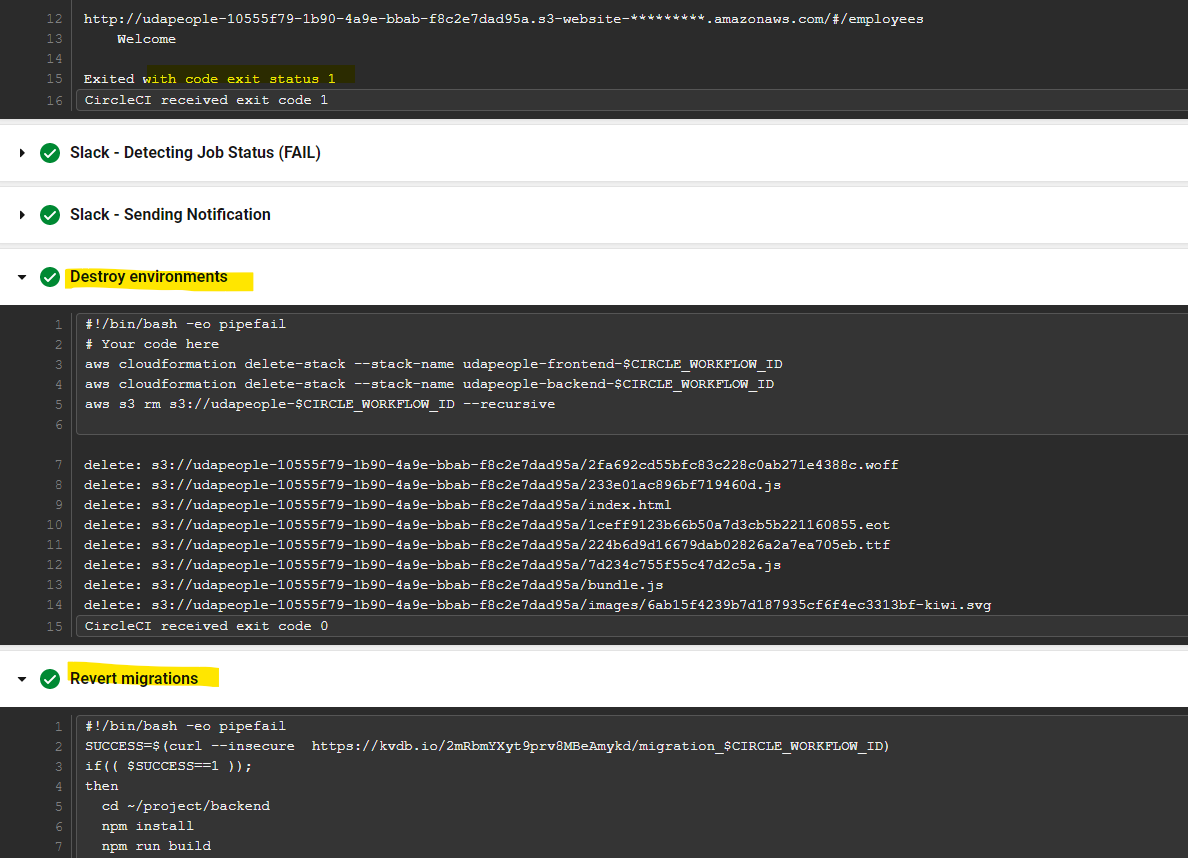 12 http://udapeople-10555f79-1b90-4a9e-bbab-f8c2e7dad95a.s3-website-*********.amazonaws.com/#/employees
13 Welcome
14
15 Exited with code exit status 1
16 CircleCI received exit code 1
Slack - Detecting Job Status (FAIL)
Slack - Sending Notification
Destroy environments
1 #!/bin/bash -eo pipefail
2 # Your code here
3 aws cloudformation delete-stack --stack-name udapeople-frontend-$CIRCLE_WORKFLOW_ID
4 aws cloudformation delete-stack --stack-name udapeople-backend-$CIRCLE_WORKFLOW_ID
5 aws s3 rm s3://udapeople-$CIRCLE_WORKFLOW_ID --recursive
6
7 delete: s3://udapeople-10555f79-1b90-4a9e-bbab-f8c2e7dad95a/2fa692cd55bfc83c228c0ab271e4388c.woff
8 delete: s3://udapeople-10555f79-1b90-4a9e-bbab-f8c2e7dad95a/233e01ac896bf719460d.js
9 delete: s3://udapeople-10555f79-1b90-4a9e-bbab-f8c2e7dad95a/index.html
10 delete: s3://udapeople-10555f79-1b90-4a9e-bbab-f8c2e7dad95a/1ceff9123b66b50a7d3cb5b221160855.eot
11 delete: s3://udapeople-10555f79-1b90-4a9e-bbab-f8c2e7dad95a/224b6d9d16679dab02826a2a7ea705eb.ttf
12 delete: s3://udapeople-10555f79-1b90-4a9e-bbab-f8c2e7dad95a/7d234c755f55c47d2c5a.js
13 delete: s3://udapeople-10555f79-1b90-4a9e-bbab-f8c2e7dad95a/bundle.js
14 delete: s3://udapeople-10555f79-1b90-4a9e-bbab-f8c2e7dad95a/images/6ab15f4239b7d187935cf6f4ec3313bf-kiwi.svg
15 CircleCI received exit code 0
Revert migrations
1 #!/bin/bash -eo pipefail
2 SUCCESS=$(curl --insecure  https://kvdb.io/2mRbmYXyt9prv8MBeAmykd/migration_$CIRCLE_WORKFLOW_ID)
3 if(( $SUCCESS==1 ));
4 then
5 cd ~/project/backend
6 npm install
7 npm run build